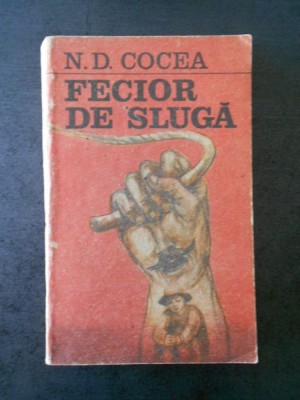 N. D. COCEA
FECIOR
DE SLUGĂ